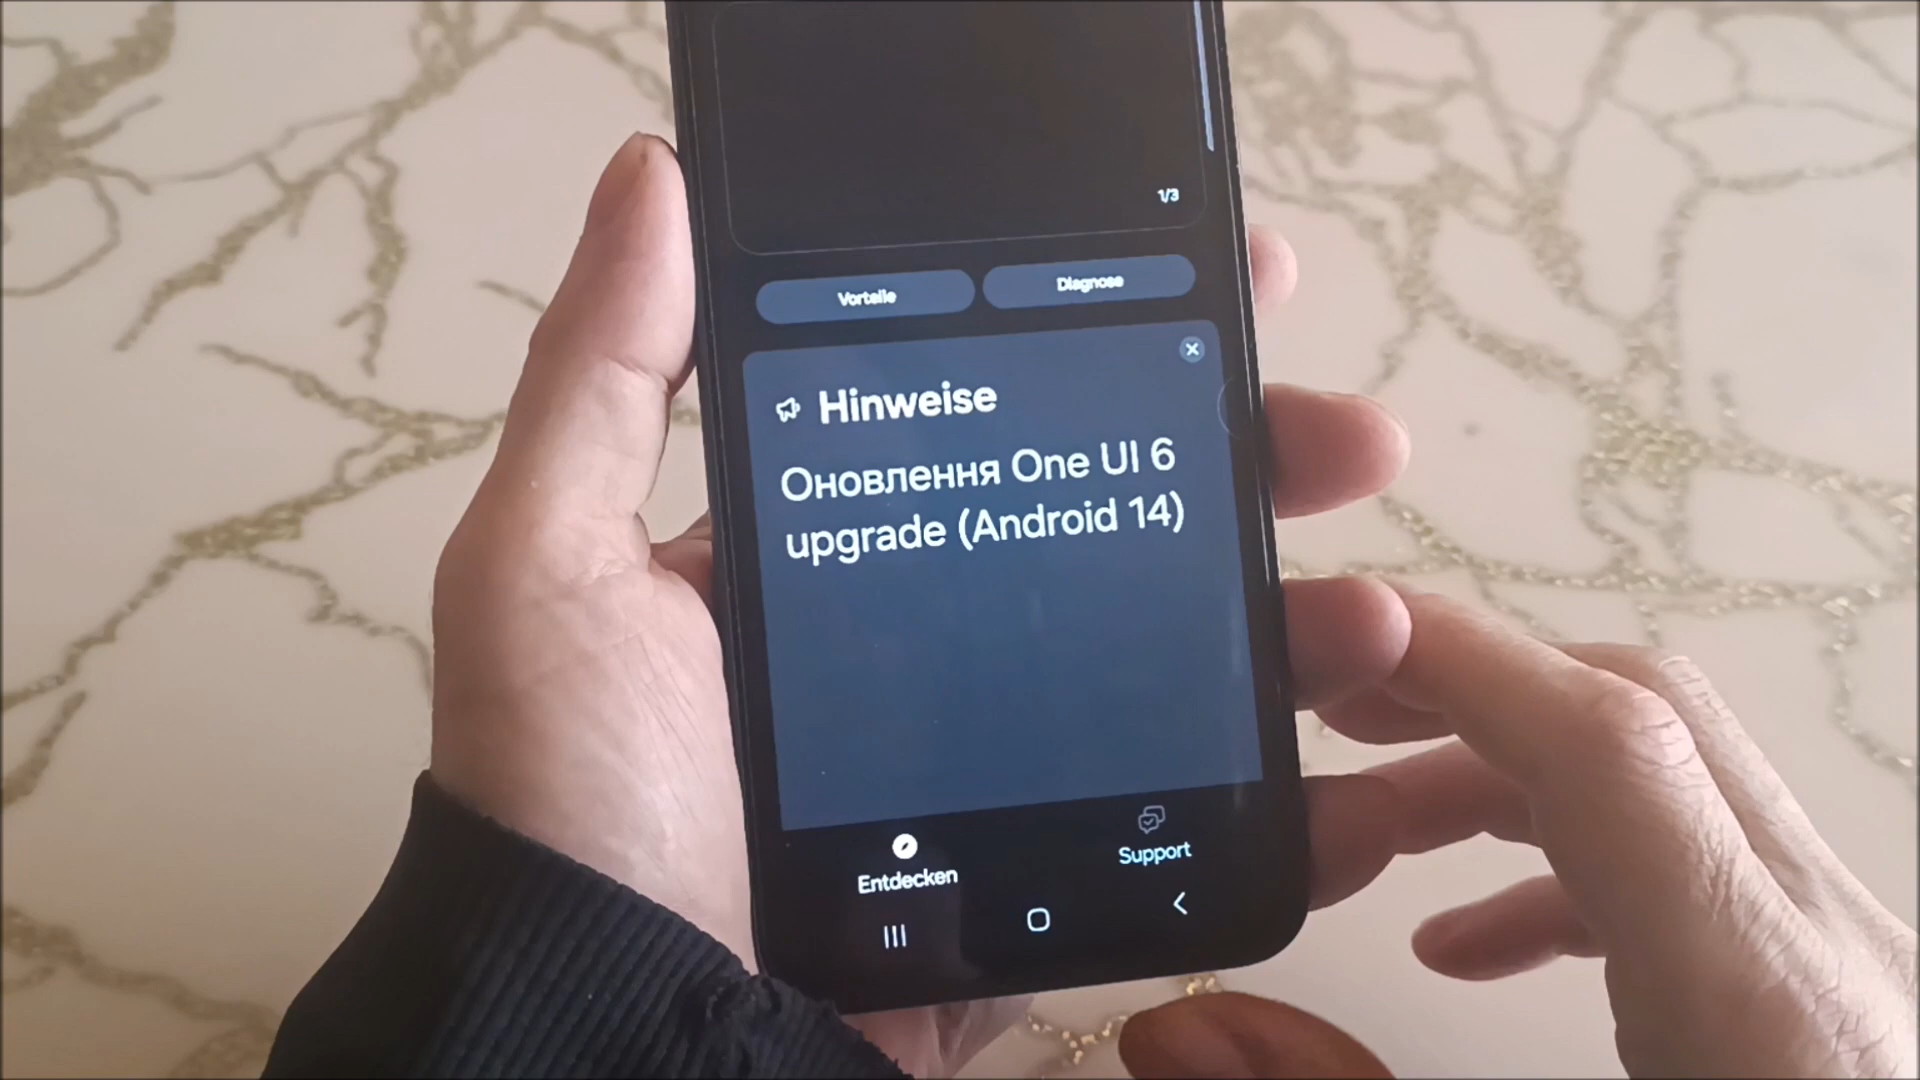 1/3
Vorteile
Diagnose
Hinweise
Оновлення One UI 6
upgrade (Android 14)
Entdecken
Support